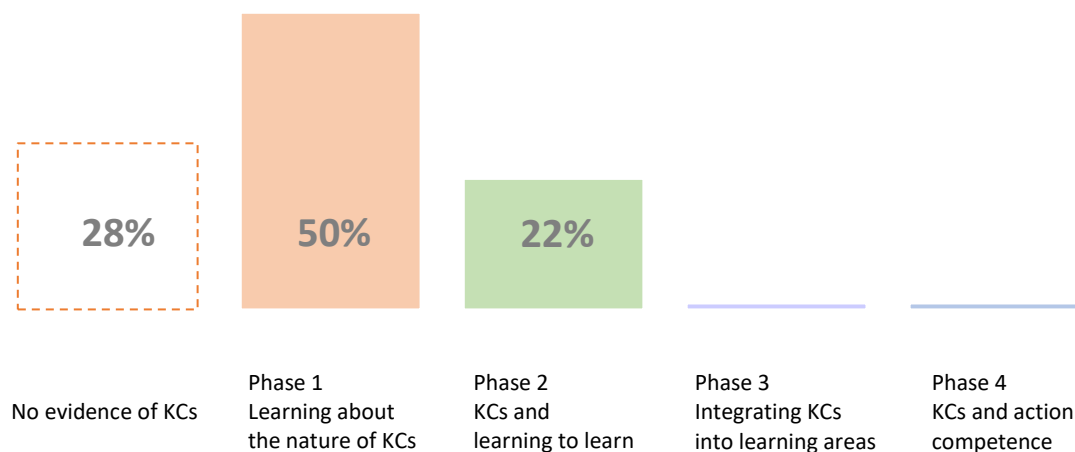 28%
50%
22%
No evidence of KCs
Phase 1
Learning about
the nature of KCs
Phase 2
KCs and
learning to learn
Phase 3
Integrating KCs
into learning areas
Phase 4
KCs and action
competence